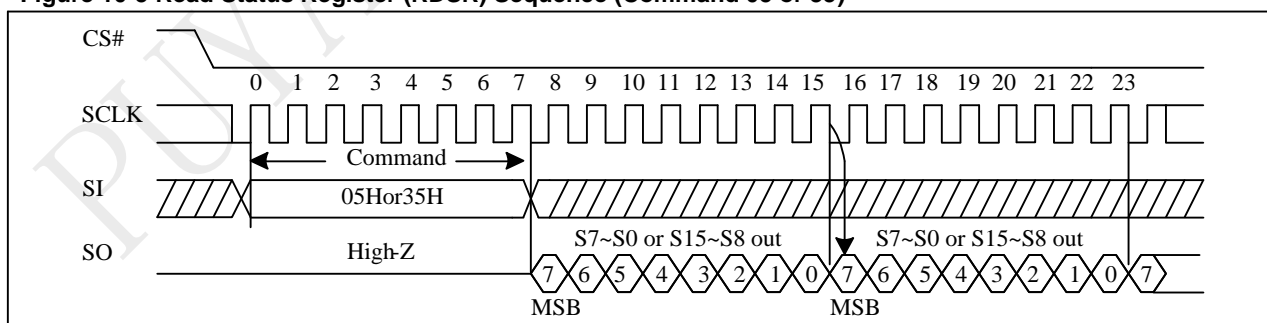 Figure 10-3 Read Status Register (RDSR) Sequence (Command 05 or 35)
CS#
0 1 2 3 4 5 6 7 8 9 10 11 12 13 14 15 16 17 18 19 20 21 22 23
SCLK
Command
SI
05Hor35H
S7~S0 or S15~S8 out S7~S0 or S15~S8 out
SO
High-Z
7 6 5 4 3 2 1 0 7 6 5 4 3 2 1 0 7
MSB MSB